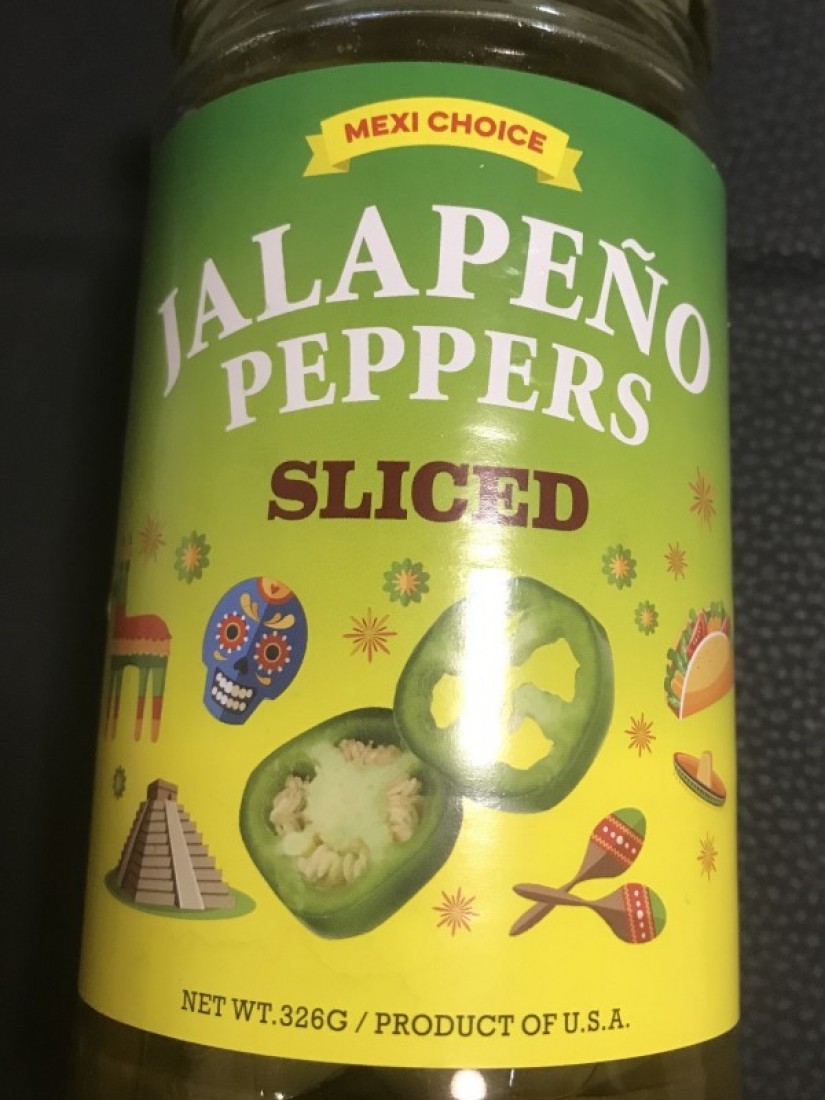 MEXI CHOICE
JALAPEÑO
PEPPERS
SLICED
NET WT.326G / PRODUCT OF U.S.A.